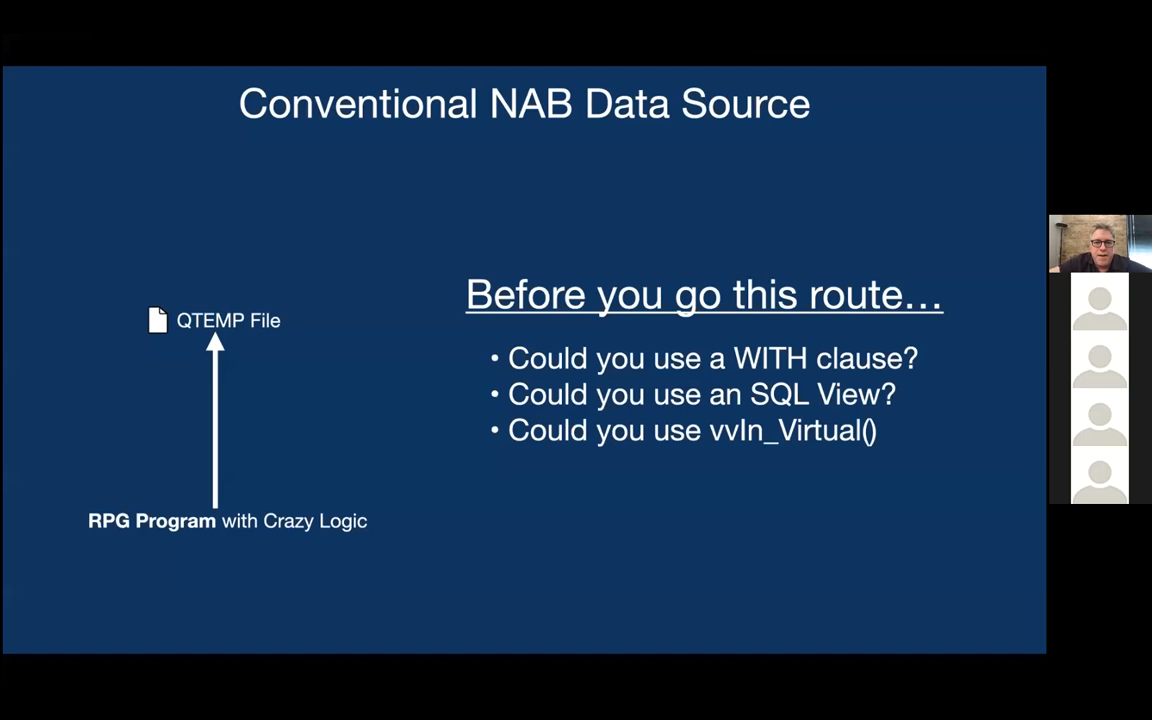 Conventional NAB Data Source
Before you go this route…
QTEMP File
• Could you use a WITH clause?
• Could you use an SQL View?
• Could you use vvIn_Virtual()
RPG Program with Crazy Logic